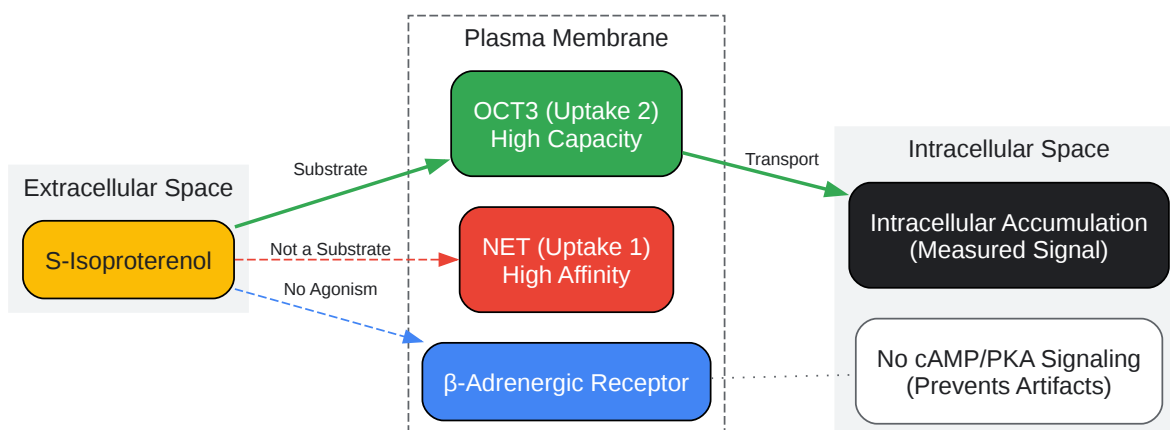 Plasma Membrane
OCT3 (Uptake 2)
High Capacity
Intracellular Space
Substrate
Transport
Extracellular Space
Intracellular Accumulation
(Measured Signal)
S-Isoproterenol
Not a Substrate
NET (Uptake 1)
High Affinity
No Agonism
β-Adrenergic Receptor
No cAMP/PKA Signaling
(Prevents Artifacts)